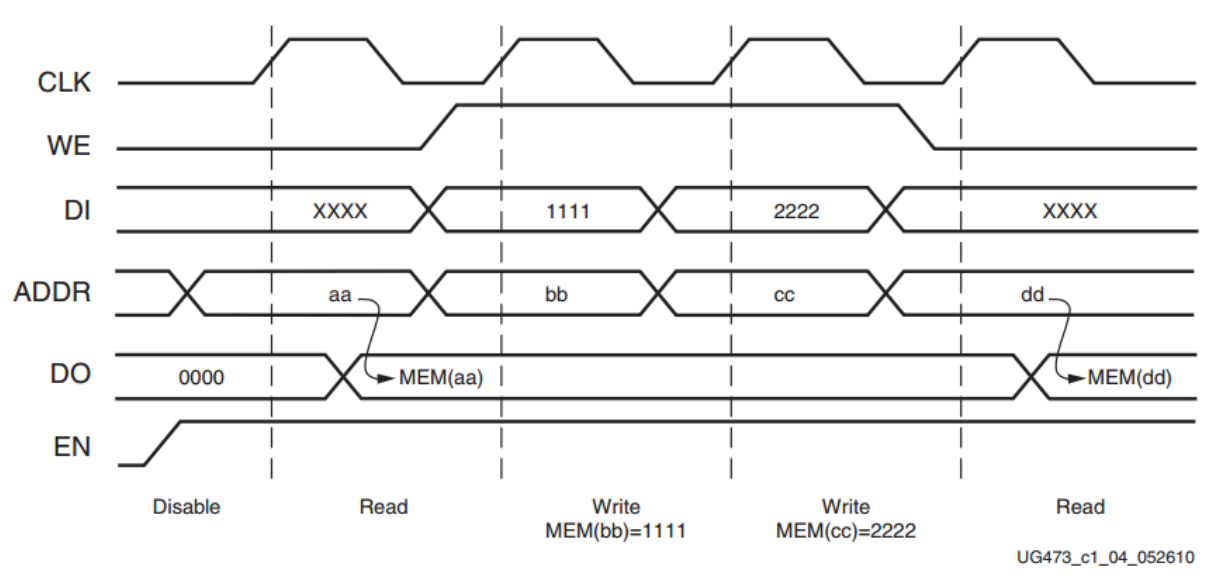 CLK
WE
DI XXXX 1111 2222 XXXX
ADDR aa bb cc dd
DO 0000 MEM(aa) MEM(dd)
EN
Disable Read Write Write Read
MEM(bb)=1111 MEM(cc)=2222
UG473_c1_04_052610